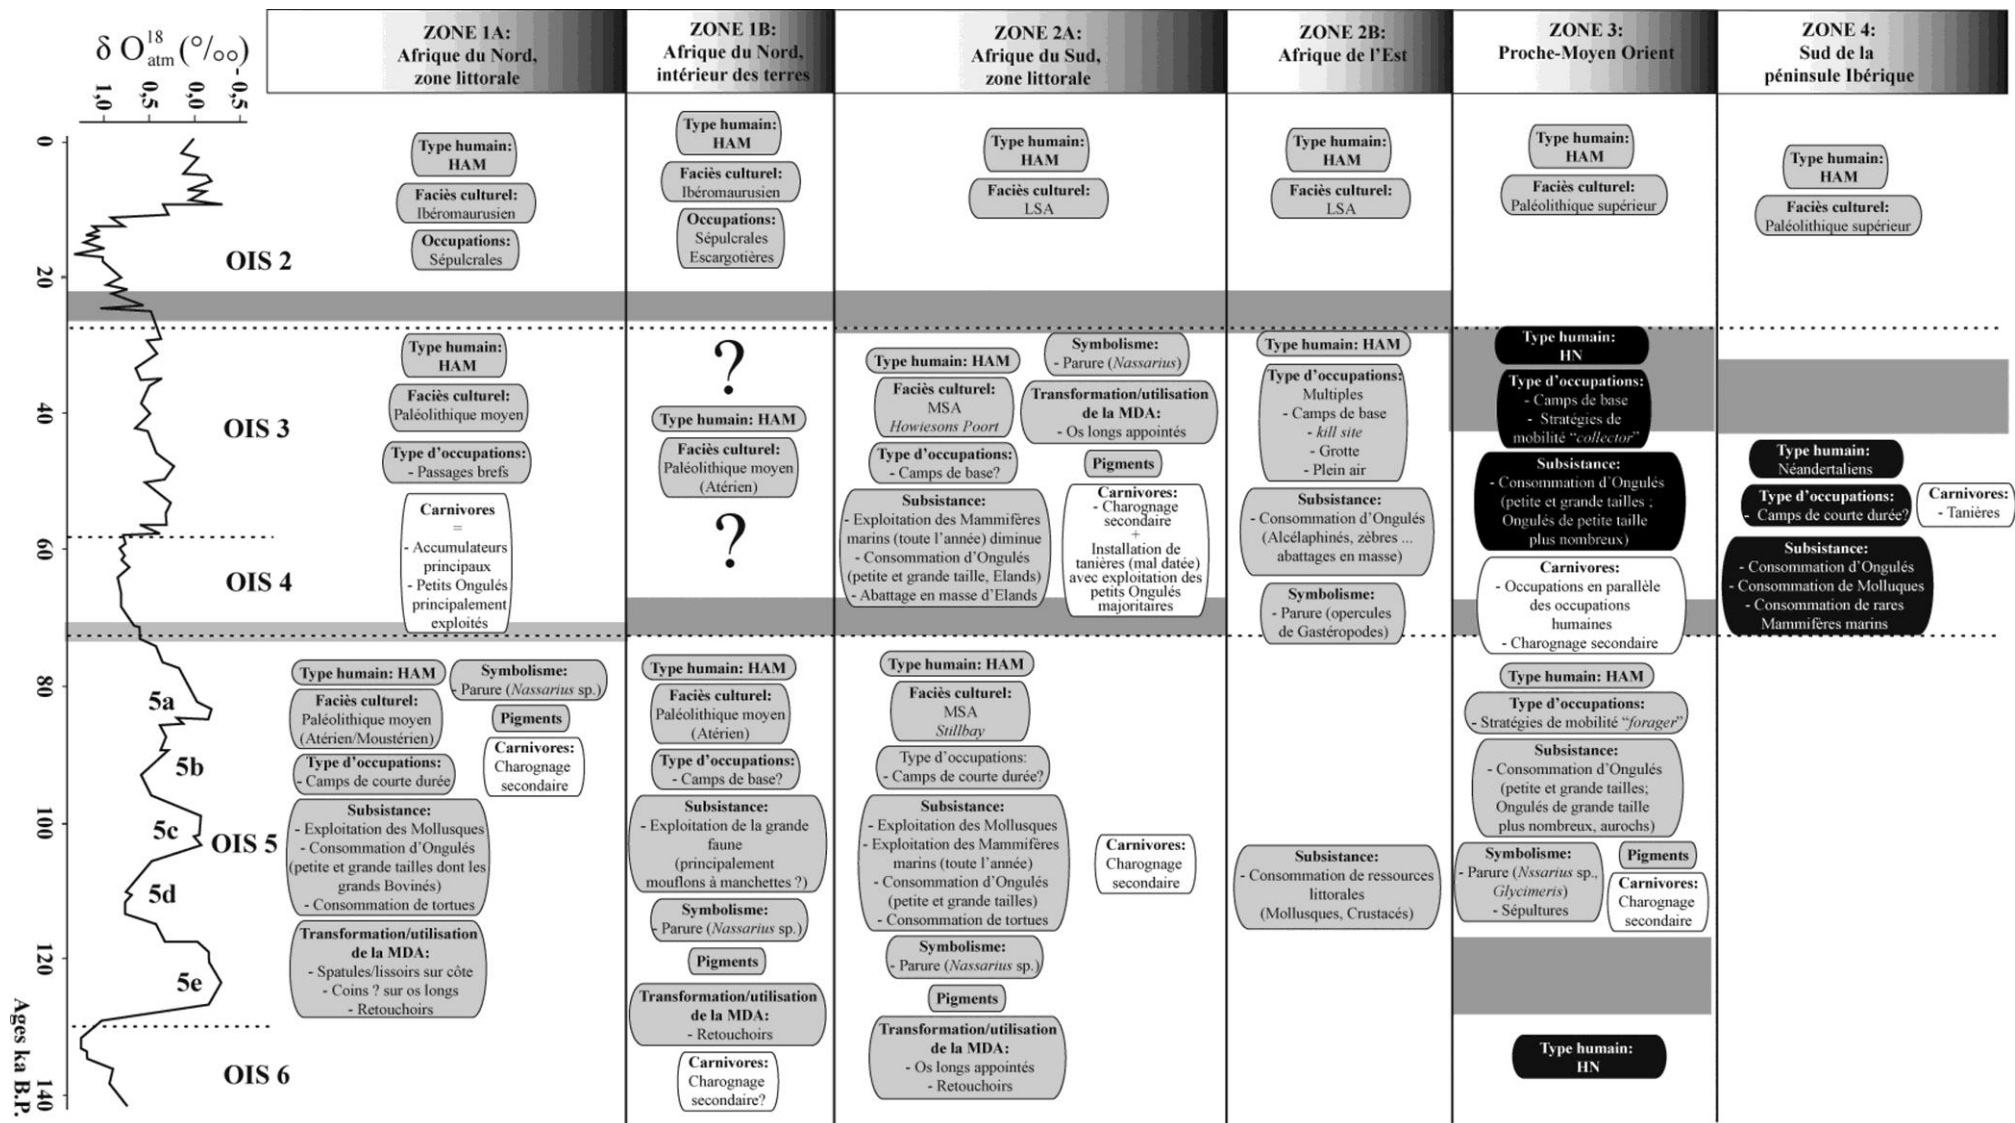 δ O18atm (°/oo)
1,0
0,5
0,0
-0,5
0
20
40
60
80
100
120
140
Ages ka B.P.
OIS 2
OIS 3
OIS 4
5a
5b
5c
OIS 5
5d
5e
OIS 6
ZONE 1A:
Afrique du Nord,
zone littorale
Type humain:
HAM
Faciès culturel:
Ibéromaurusien
Occupations:
Sépulcrales
Type humain:
HAM
Faciès culturel:
Paléolithique moyen
Type d'occupations:
- Passages brefs
Carnivores
=
- Accumulateurs
principaux
- Petits Ongulés
principalement
exploités
Type humain: HAM
Faciès culturel:
Paléolithique moyen
(Atérien/Moustérien)
Type d'occupations:
- Camps de courte durée
Symbolisme:
- Parure (Nassarius sp.)
Pigments
Carnivores:
Charognage
secondaire
Subsistance:
- Exploitation des Mollusques
- Consommation d'Ongulés
(petite et grande tailles dont les
grands Bovinés)
- Consommation de tortues
Transformation/utilisation
de la MDA:
- Spatules/lissoirs sur côte
- Coins ? sur os longs
- Retouchoirs
ZONE 1B:
Afrique du Nord,
intérieur des terres
Type humain:
HAM
Faciès culturel:
Ibéromaurusien
Occupations:
Sépulcrales
Escargotières
?
Type humain: HAM
Faciès culturel:
Paléolithique moyen
(Atérien)
?
Type humain: HAM
Faciès culturel:
Paléolithique moyen
(Atérien)
Type d'occupations:
- Camps de base?
Subsistance:
- Exploitation de la grande
faune
(principalement
mouflons à manchettes ?)
Symbolisme:
- Parure (Nassarius sp.)
Pigments
Transformation/utilisation
de la MDA:
- Retouchoirs
Carnivores:
Charognage
secondaire?
ZONE 2A:
Afrique du Sud,
zone littorale
Type humain:
HAM
Faciès culturel:
LSA
Type humain: HAM
Faciès culturel:
MSA
Howiesons Poort
Type d'occupations:
- Camps de base?
Subsistance:
- Exploitation des Mammifères
marins (toute l'année) diminue
- Consommation d'Ongulés
(petite et grande taille, Elands)
- Abattage en masse d'Elands
Symbolisme:
- Parure (Nassarius)
Transformation/utilisation
de la MDA:
- Os longs appointés
Pigments
Carnivores:
- Charognage
secondaire
+
- Installation de
tanières (mal datée)
avec exploitation des
petits Ongulés
majoritaires
Type humain: HAM
Faciès culturel:
MSA
Stillbay
Type d'occupations:
- Camps de courte durée?
Subsistance:
- Exploitation des Mollusques
- Exploitation des Mammifères
marins (toute l'année)
- Consommation d'Ongulés
(petite et grande tailles)
- Consommation de tortues
Carnivores:
Charognage
secondaire
Symbolisme:
- Parure (Nassarius sp.)
Pigments
Transformation/utilisation
de la MDA:
- Os longs appointés
- Retouchoirs
ZONE 2B:
Afrique de l'Est
Type humain:
HAM
Faciès culturel:
LSA
Type humain: HAM
Type d'occupations:
Multiples
- Camps de base
- kill site
- Grotte
- Plein air
Subsistance:
- Consommation d'Ongulés
(Alcélaphinés, zèbres ...
abattages en masse)
Symbolisme:
- Parure (opercules
de Gastéropodes)
Subsistance:
- Consommation de ressources
littorales
(Mollusques, Crustacés)
ZONE 3:
Proche-Moyen Orient
Type humain:
HAM
Faciès culturel:
Paléolithique supérieur
Type humain:
HN
Type d'occupations:
- Camps de base
- Stratégies de
mobilité "collector"
Subsistance:
- Consommation d'Ongulés
(petite et grande tailles ;
Ongulés de petite taille
plus nombreux)
Carnivores:
- Occupations en parallèle
des occupations
humaines
- Charognage secondaire
Type humain: HAM
Type d'occupations:
- Stratégies de mobilité "forager"
Subsistance:
- Consommation d'Ongulés
(petite et grande tailles;
Ongulés de grande taille
plus nombreux, aurochs)
Symbolisme:
- Parure (Nssarius sp.,
Glycimeris)
- Sépultures
Pigments
Carnivores:
Charognage
secondaire
Type humain:
HN
ZONE 4:
Sud de la
péninsule Ibérique
Type humain:
HAM
Faciès culturel:
Paléolithique supérieur
Type humain:
Néandertaliens
Type d'occupations:
- Camps de courte durée?
Carnivores:
- Tanières
Subsistance:
- Consommation d'Ongulés
- Consommation de Molluques
- Consommation de rares
Mammifères marins